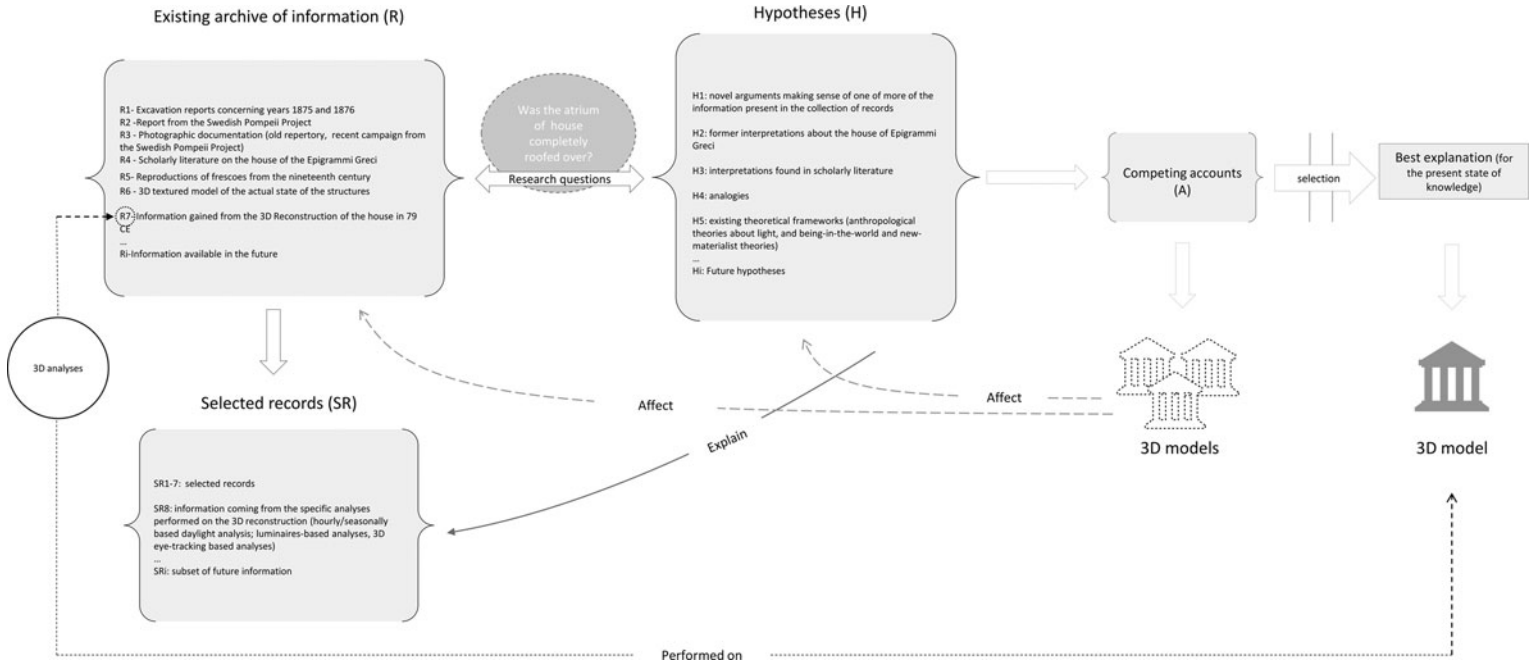 Existing archive of information (R)
R1- Excavation reports concerning years 1875 and 1876
R2 -Report from the Swedish Pompeii Project
R3 - Photographic documentation (old repertory, recent campaign from
the Swedish Pompeii Project)
R4 – Scholarly literature on the house of the Epigrammi Greci
R5- Reproductions of frescoes from the nineteenth century
R6 - 3D textured model of the actual state of the structures
R7- Information gained from the 3D Reconstruction of the house in 79
CE
...
Ri-Information available in the future
Was the atrium
of house
completely
roofed over?
Research questions
Hypotheses (H)
H1: novel arguments making sense of one of more of the
information present in the collection of records
H2: former interpretations about the house of Epigrammi
Greci
H3: interpretations found in scholarly literature
H4: analogies
H5: existing theoretical frameworks (anthropological
theories about light, and being-in-the-world and new-
materialist theories)
...
Hi: Future hypotheses
Competing accounts
(A)
selection
Best explanation (for
the present state of
knowledge)
3D analyses
Selected records (SR)
SR1-7: selected records
SR8: information coming from the specific analyses
performed on the 3D reconstruction (hourly/seasonally
based daylight analysis; luminaires-based analyses, 3D
eye-tracking based analyses)
...
SRi: subset of future information
Affect
Explain
Affect
3D models
3D model
Performed on